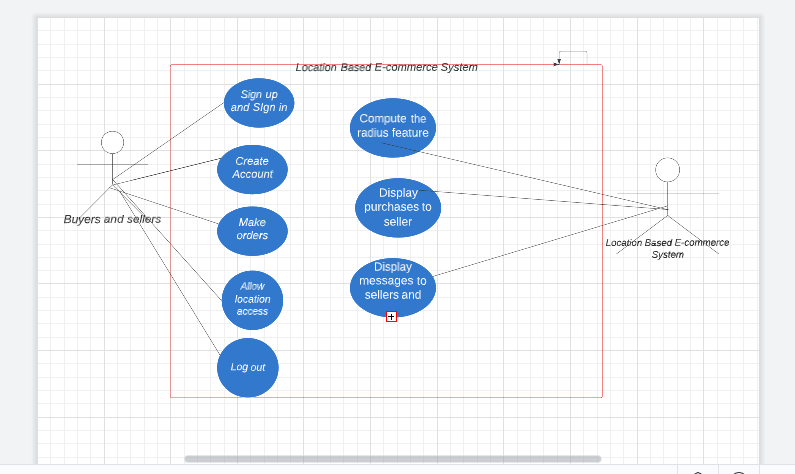 Location Based E-commerce System
Sign up
and SIgn in
Create
Account
Make
orders
Allow
location
access
Log out
Compute the
radius feature
Display
purchases to
seller
Display
messages to
sellers and
Buyers and sellers
Location Based E-commerce
System